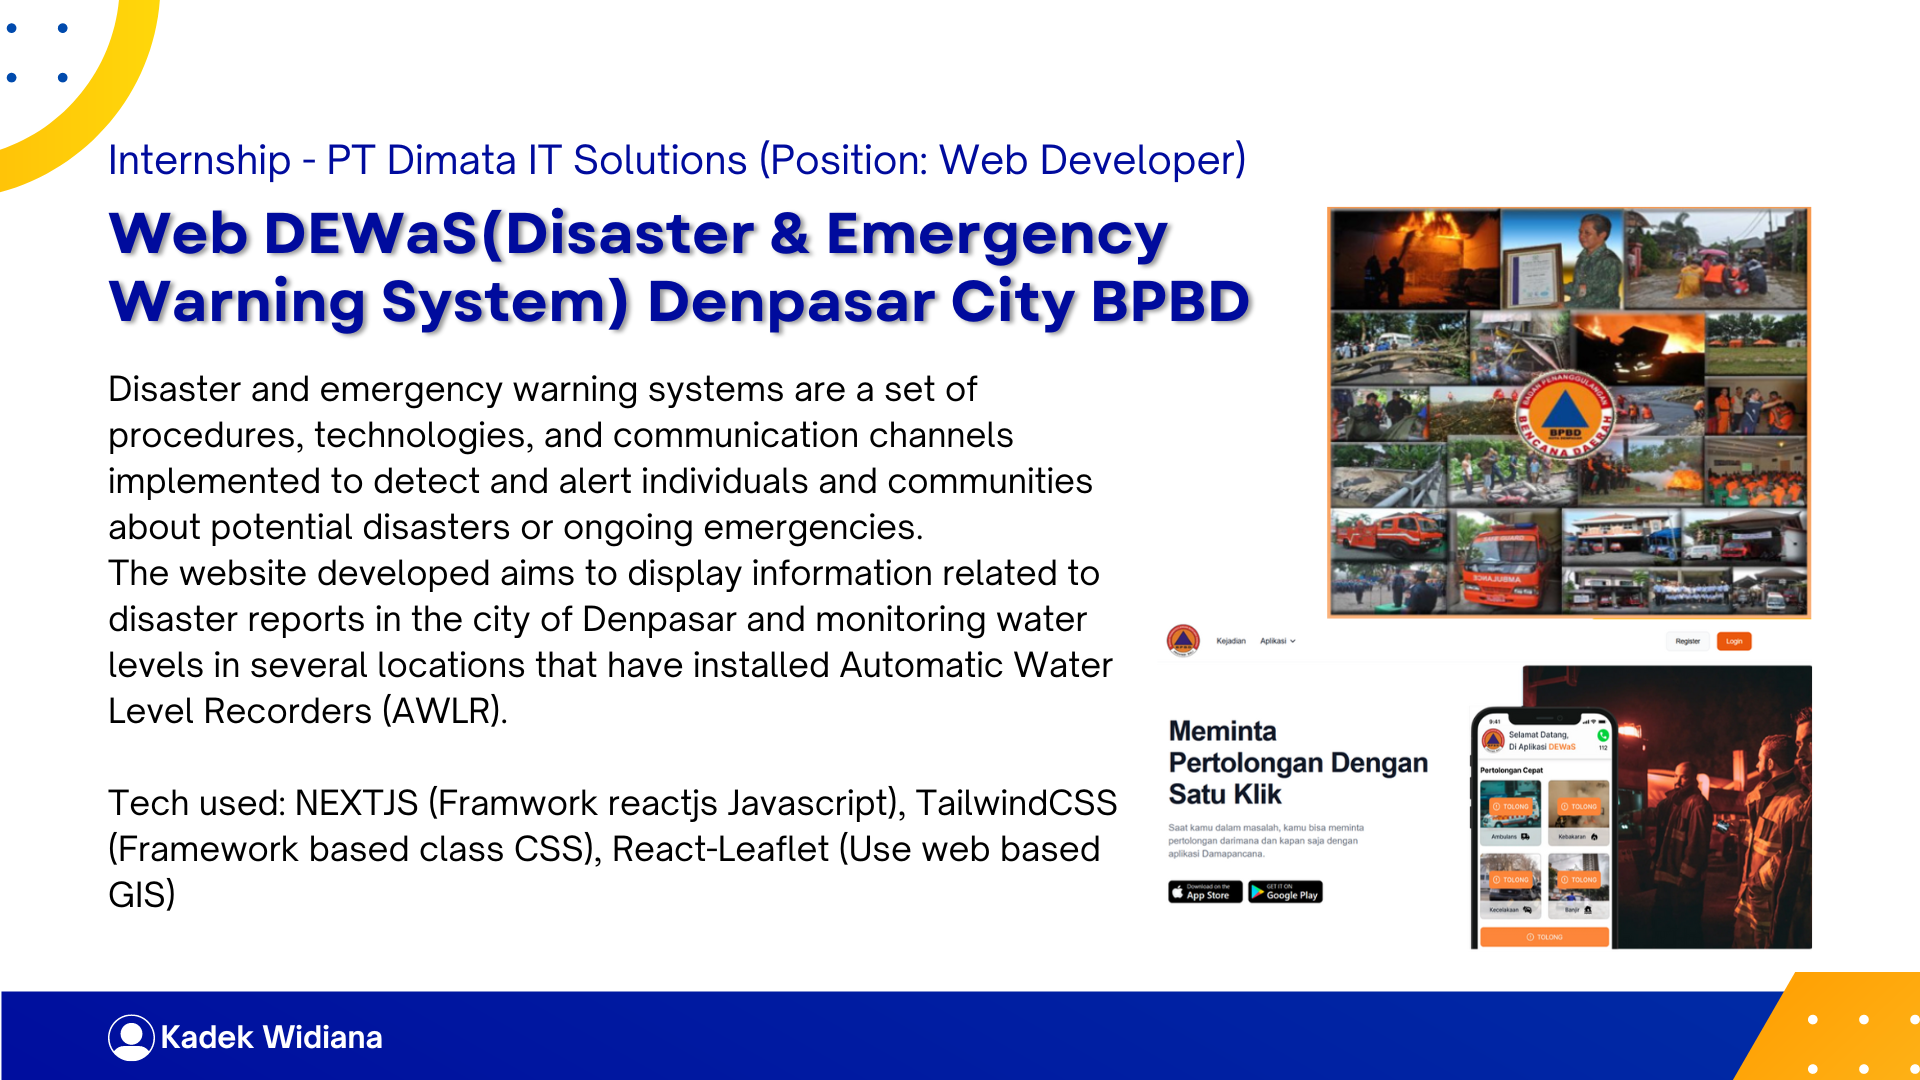 Internship - PT Dimata IT Solutions (Position: Web Developer)
Web DEWaS(Disaster & Emergency
Warning System) Denpasar City BPBD
Disaster and emergency warning systems are a set of
procedures, technologies, and communication channels
implemented to detect and alert individuals and communities
about potential disasters or ongoing emergencies.
The website developed aims to display information related to
disaster reports in the city of Denpasar and monitoring water
levels in several locations that have installed Automatic Water
Level Recorders (AWLR).
Tech used: NEXTJS (Framwork reactjs Javascript), TailwindCSS
(Framework based class CSS), React-Leaflet (Use web based
GIS)
BADAN PENANGGULANGAN
BPBD
BENCANA DAERAH
AMBULANCE
BPBD
Kejadian
Aplikasi
Register
Login
Meminta
Pertolongan Dengan
Satu Klik
Saat kamu dalam masalah, kamu bisa meminta
pertolongan darimana dan kapan saja dengan
aplikasi Damapancana.
Download on the
App Store
GET IT ON
Google Play
9:41
Selamat Datang,
Di Aplikasi DEWaS
112
Pertolongan Cepat
TOLONG
TOLONG
Ambulans
Kebakaran
TOLONG
TOLONG
Kecelakaan
Banjir
TOLONG
Kadek Widiana